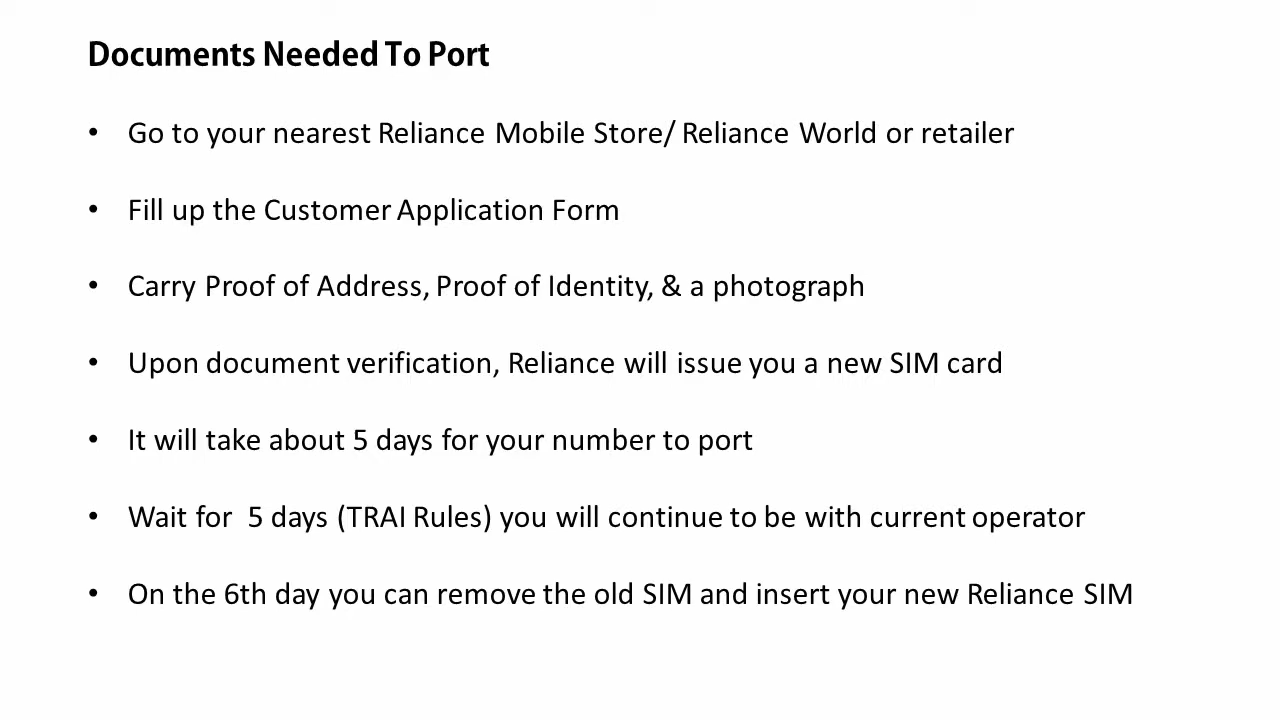 Documents Needed To Port
• Go to your nearest Reliance Mobile Store/ Reliance World or retailer
• Fill up the Customer Application Form
• Carry Proof of Address, Proof of Identity, & a photograph
• Upon document verification, Reliance will issue you a new SIM card
• It will take about 5 days for your number to port
• Wait for  5 days (TRAI Rules) you will continue to be with current operator
• On the 6th day you can remove the old SIM and insert your new Reliance SIM